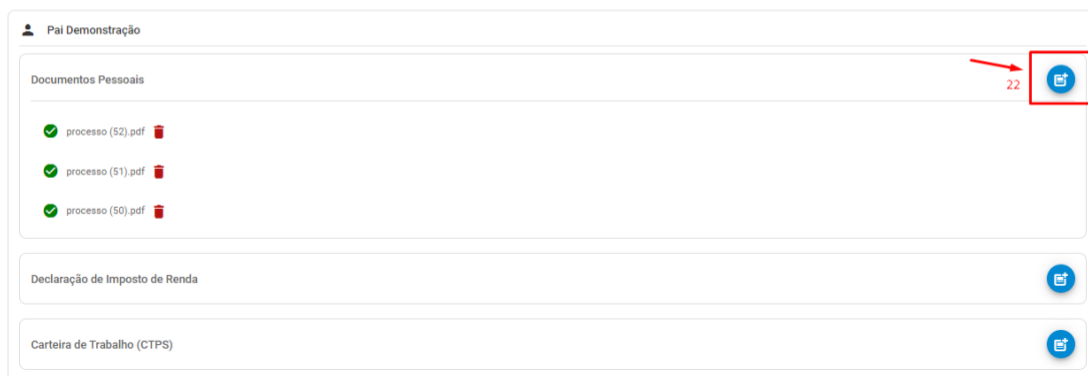 Pai Demonstração
Documentos Pessoais
22
processo (52).pdf
processo (51).pdf
processo (50).pdf
Declaração de Imposto de Renda
Carteira de Trabalho (CTPS)